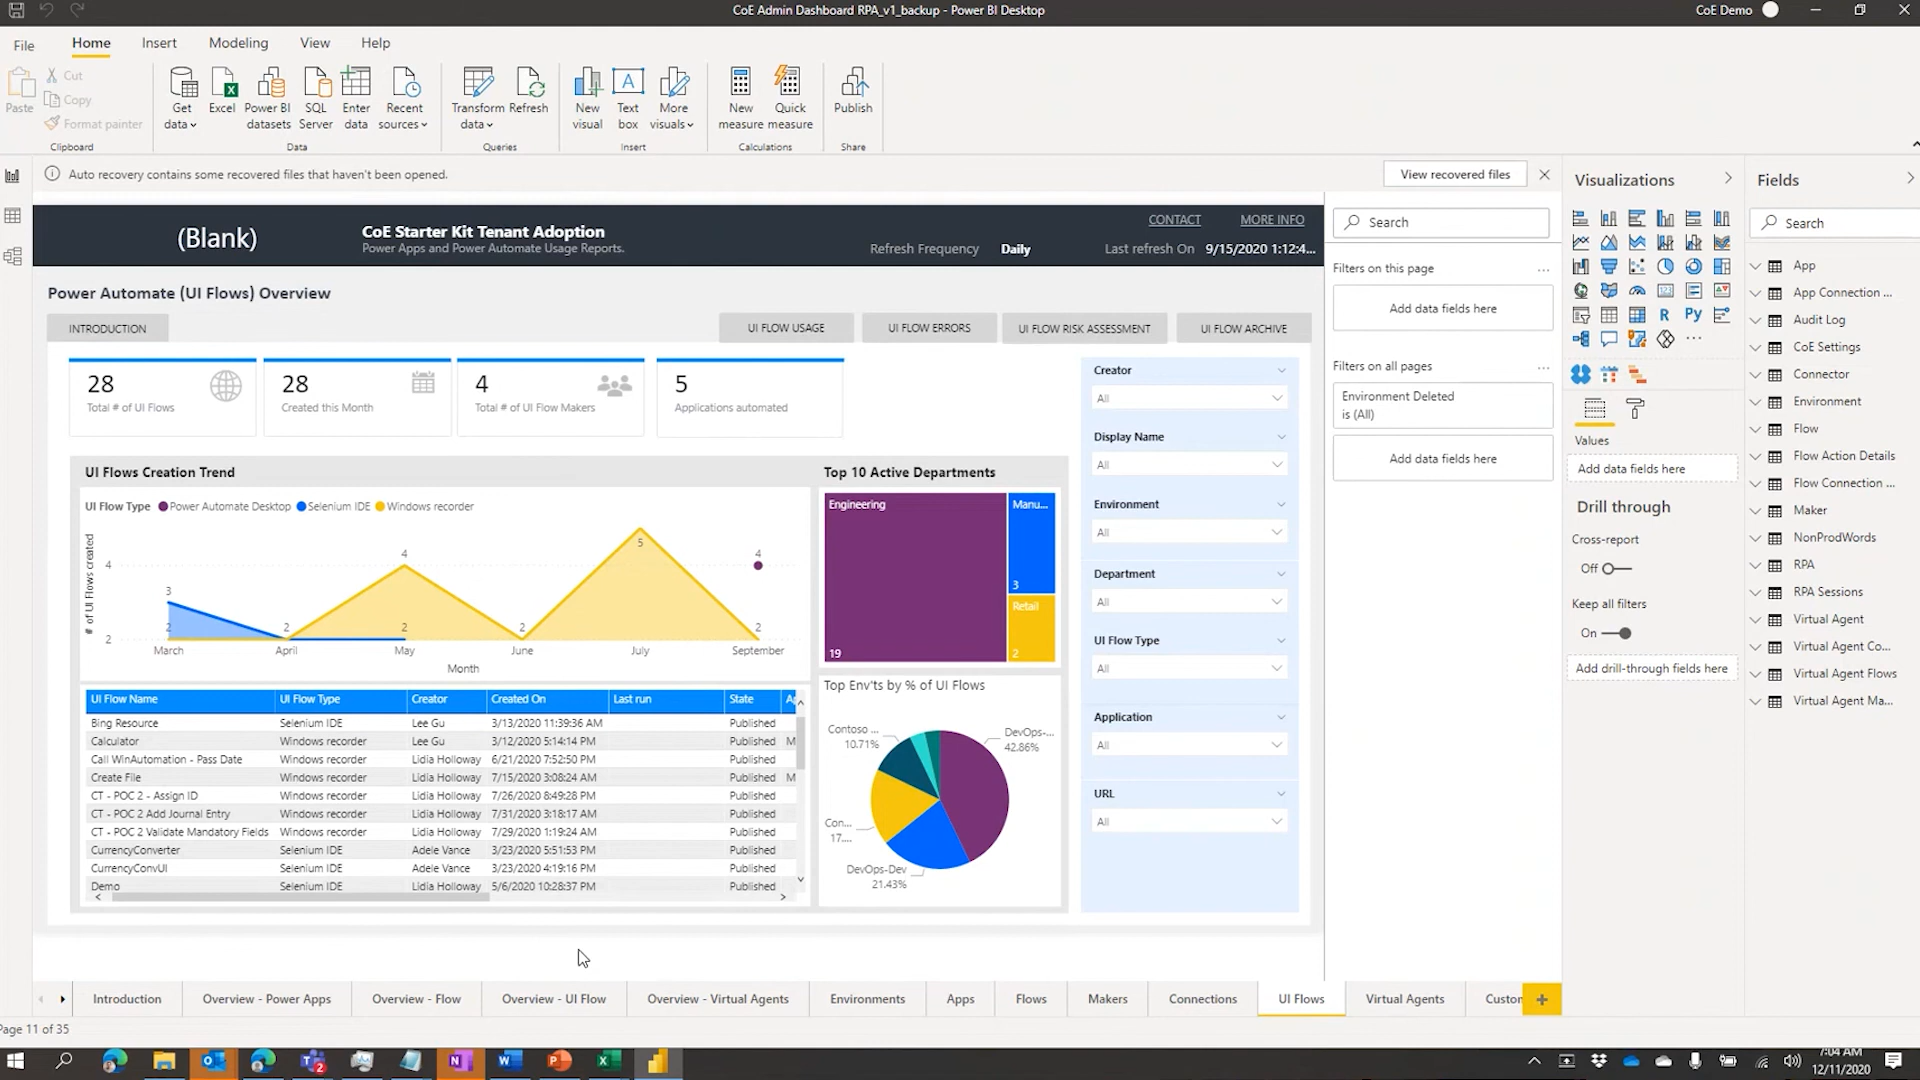 CoE Admin Dashboard RPA_v1_backup - Power BI Desktop
CoE Demo
File
Home
Insert
Modeling
View
Help
Paste
Cut
Copy
Format painter
Get data
Excel
Power BI datasets
SQL Server
Enter data
Recent sources
Transform data
Refresh
New visual
Text box
More visuals
New measure
Quick measure
Publish
Clipboard
Data
Queries
Insert
Calculations
Share
Auto recovery contains some recovered files that haven't been opened.
View recovered files
(Blank)
CoE Starter Kit Tenant Adoption
Power Apps and Power Automate Usage Reports.
CONTACT
MORE INFO
Refresh Frequency
Daily
Last refresh On
9/15/2020 1:12:4...
Power Automate (UI Flows) Overview
INTRODUCTION
UI FLOW USAGE
UI FLOW ERRORS
UI FLOW RISK ASSESSMENT
UI FLOW ARCHIVE
28
Total # of UI Flows
28
Created this Month
4
Total # of UI Flow Makers
5
Applications automated
UI Flows Creation Trend
UI Flow Type Power Automate Desktop Selenium IDE Windows recorder
# of UI Flows created
4
2
3
2
2
4
2
2
5
4
2
March
April
May
June
July
September
Month
Top 10 Active Departments
Engineering
19
Manu...
3
Retail
2
UI Flow Name UI Flow Type Creator Created On Last run State Ap
Bing Resource Selenium IDE Lee Gu 3/13/2020 11:39:36 AM Published
Calculator Windows recorder Lee Gu 3/12/2020 5:14:14 PM Published M
Call WinAutomation - Pass Date Windows recorder Lidia Holloway 6/21/2020 7:52:50 PM Published
Create File Windows recorder Lidia Holloway 7/15/2020 3:08:24 AM Published M
CT - POC 2 - Assign ID Windows recorder Lidia Holloway 7/26/2020 8:49:28 PM Published
CT - POC 2 Add Journal Entry Windows recorder Lidia Holloway 7/31/2020 3:18:17 AM Published
CT - POC 2 Validate Mandatory Fields Windows recorder Lidia Holloway 7/29/2020 1:19:24 AM Published
CurrencyConverter Selenium IDE Adele Vance 3/23/2020 5:51:53 PM Published
CurrencyConvUI Selenium IDE Adele Vance 3/23/2020 4:19:16 PM Published
Demo Selenium IDE Lidia Holloway 5/6/2020 10:28:37 PM Published
Top Env'ts by % of UI Flows
Contoso ...
10.71%
DevOps-...
42.86%
Con...
17....
DevOps-Dev
21.43%
Creator
All
Display Name
All
Environment
All
Department
All
UI Flow Type
All
Application
All
URL
All
Search
Filters on this page
Add data fields here
Filters on all pages
Environment Deleted
is (All)
Add data fields here
Visualizations
R
Py
Values
Add data fields here
Drill through
Cross-report
Off
Keep all filters
On
Add drill-through fields here
Fields
Search
App
App Connection ...
Audit Log
CoE Settings
Connector
Environment
Flow
Flow Action Details
Flow Connection ...
Maker
NonProdWords
RPA
RPA Sessions
Virtual Agent
Virtual Agent Co...
Virtual Agent Flows
Virtual Agent Ma...
Introduction
Overview - Power Apps
Overview - Flow
Overview - UI Flow
Overview - Virtual Agents
Environments
Apps
Flows
Makers
Connections
UI Flows
Virtual Agents
Custon
Page 11 of 35
7:04 AM
12/11/2020